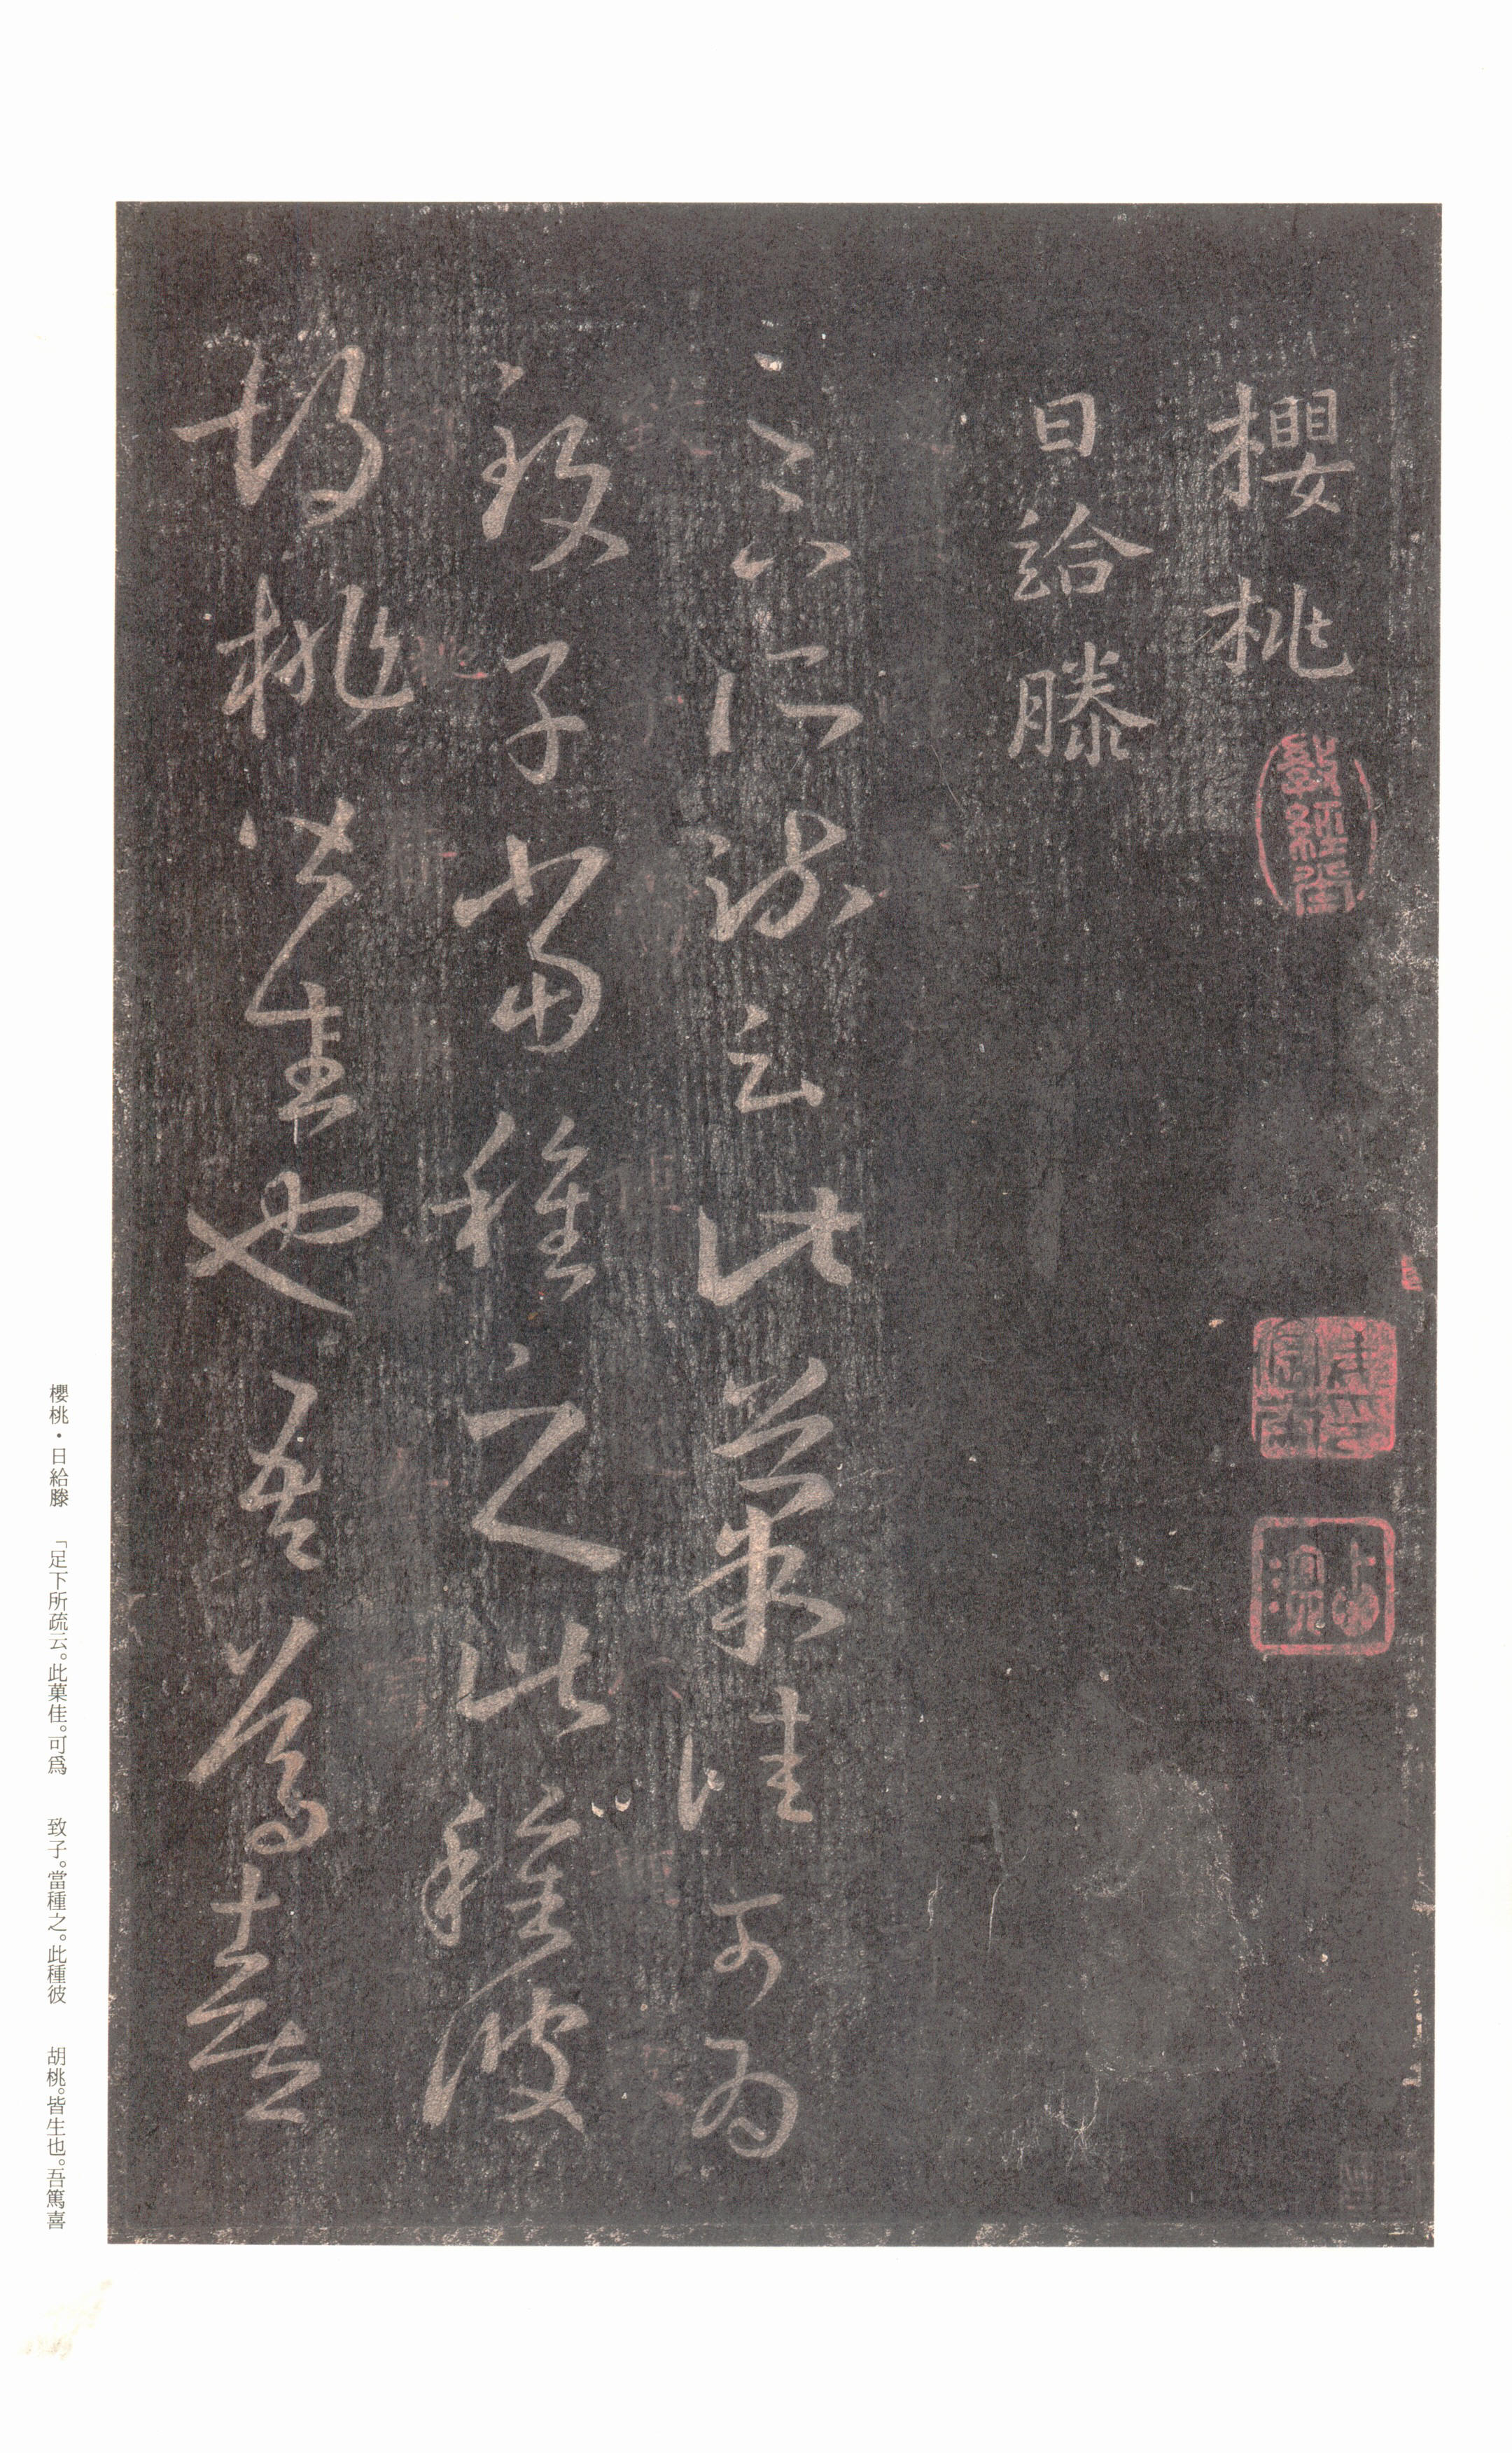 櫻桃
日給滕
足下所疏云此菓佳可爲
致子當種之此種彼
胡桃皆生也吾篤喜
櫻桃・日給滕　「足下所疏云。此菓佳。可爲　致子。當種之。此種彼　胡桃。皆生也。吾篤喜